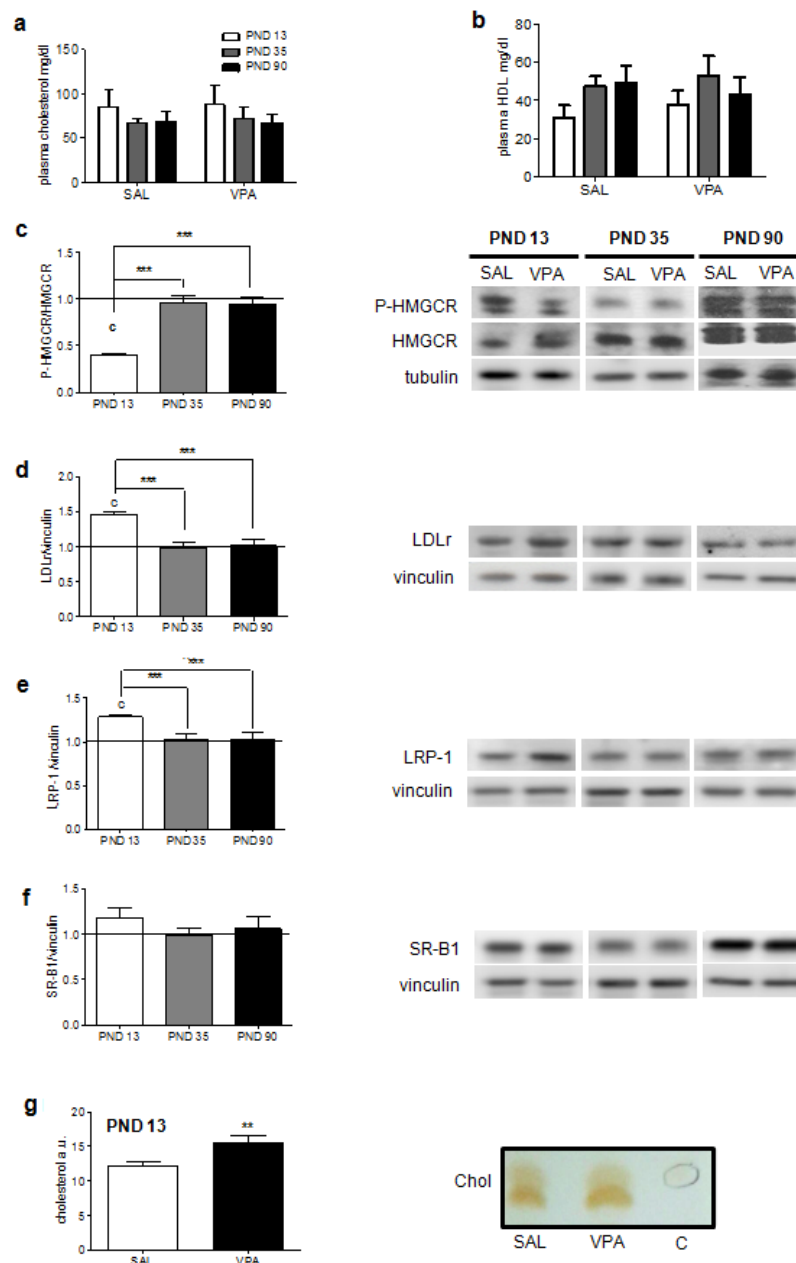 a
PND 13
PND 35
PND 90
plasma cholesterol mg/dl
150
100
50
0
SAL VPA
b
plasma HDL mg/dl
80
60
40
20
0
SAL VPA
c
P-HMGCR/HMGCR
1.5
1.0
0.5
0.0
***
***
c
PND 13 PND 35 PND 90
PND 13 PND 35 PND 90
SAL VPA SAL VPA SAL VPA
P-HMGCR
HMGCR
tubulin
d
LDLr/vinculin
2.0
1.5
1.0
0.5
0.0
***
***
c
PND 13 PND 35 PND 90
LDLr
vinculin
e
LRP-1/vinculin
1.5
1.0
0.5
0.0
***
***
c
PND 13 PND 35 PND 90
LRP-1
vinculin
f
SR-B1/vinculin
1.5
1.0
0.5
0.0
PND 13 PND 35 PND 90
SR-B1
vinculin
g
PND 13
cholesterol a.u.
20
15
10
5
0
**
SAL VPA
Chol
SAL VPA C